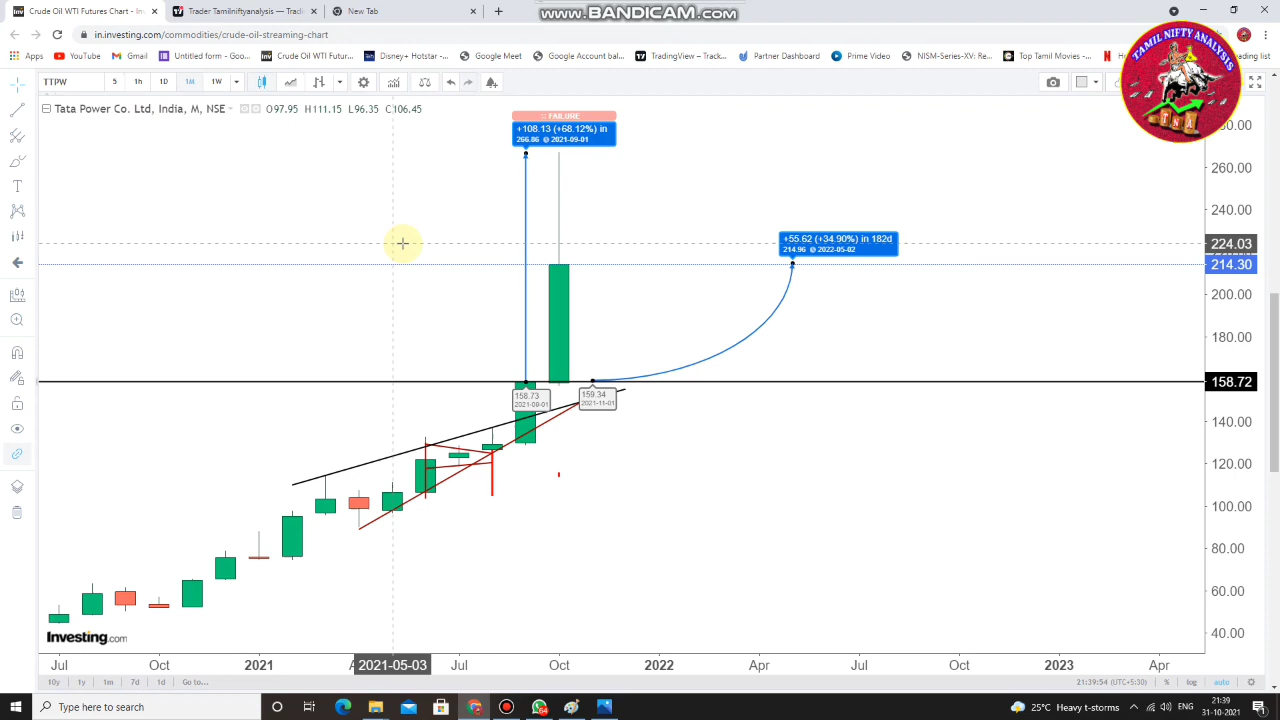 Crude Oil WTI Futures - Chart
Trader Tamilniftyanalysis — Tradi
New Tab
www.BANDICAM.com
in.investing.com/commodities/crude-oil-streaming-chart
Apps YouTube Gmail Untitled form - Goo... Crude Oil WTI Futur... Disney+ Hotstar -... Google Meet Google account bal... TradingView – Track... Partner Dashboard Prime Video NISM-Series-XV: Re... Top Tamil Movies -... ading list
TAMIL NIFTY ANALYSIS
TNA
TTPW 5 1h 1D 1M 1W
Tata Power Co. Ltd, India, M, NSE O97.95 H111.15 L96.35 C106.45
FAILURE
+108.13 (+68.12%) in
266.86 @ 2021-09-01
+55.62 (+34.90%) in 182d
214.96 @ 2022-05-02
260.00
240.00
224.03
214.30
200.00
180.00
158.72
140.00
120.00
100.00
80.00
60.00
40.00
158.73
2021-09-01
159.34
2021-11-01
Investing.com
Jul Oct 2021 2021-05-03 Jul Oct 2022 Apr Jul Oct 2023 Apr
10y 1y 1m 7d 1d Go to... 21:39:54 (UTC+5:30) % log auto
Type here to search
64
25°C Heavy t-storms
ENG
21:39
31-10-2021